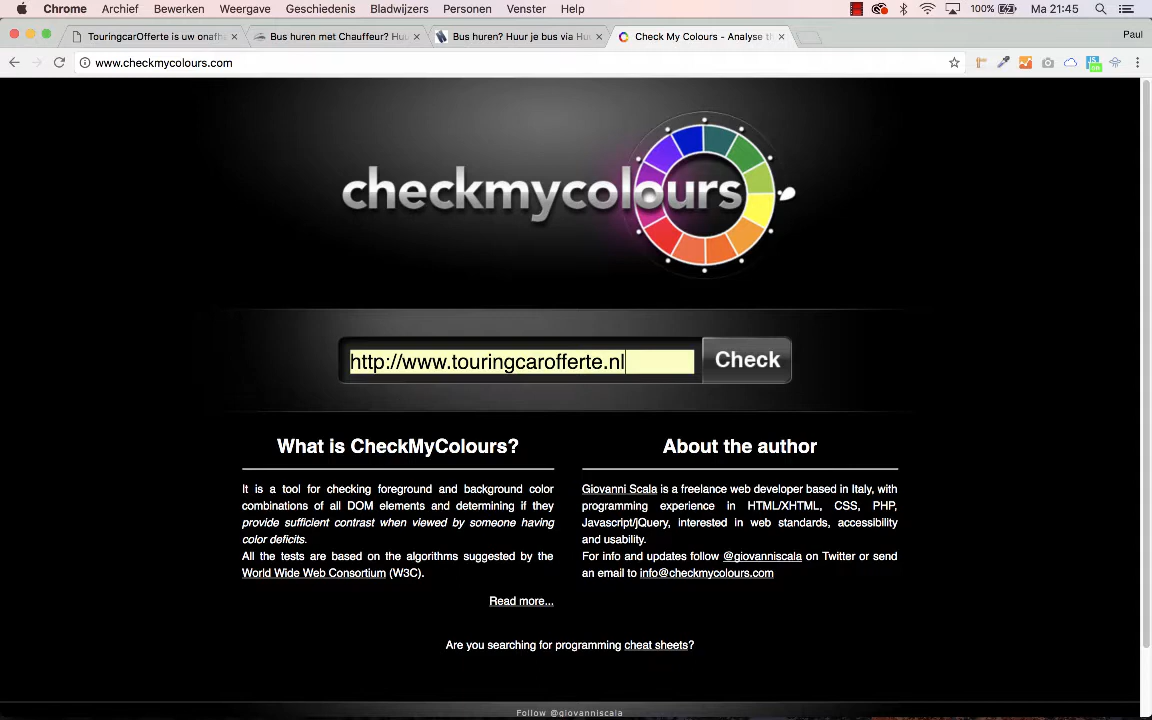 Chrome Archief Bewerken Weergave Geschiedenis Bladwijzers Personen Venster Help 100% Ma 21:45
TouringcarOfferte is uw onafha
Bus huren met Chauffeur? Huu
Bus huren? Huur je bus via Huu
Check My Colours - Analyse th
Paul
www.checkmycolours.com
checkmycolours
http://www.touringcarofferte.nl
Check
What is CheckMyColours?
It is a tool for checking foreground and background color
combinations of all DOM elements and determining if they
provide sufficient contrast when viewed by someone having
color deficits.
All the tests are based on the algorithms suggested by the
World Wide Web Consortium (W3C).
Read more...
About the author
Giovanni Scala is a freelance web developer based in Italy, with
programming experience in HTML/XHTML, CSS, PHP,
Javascript/jQuery, interested in web standards, accessibility
and usability.
For info and updates follow @giovanniscala on Twitter or send
an email to info@checkmycolours.com
Are you searching for programming cheat sheets?
Follow @giovanniscala